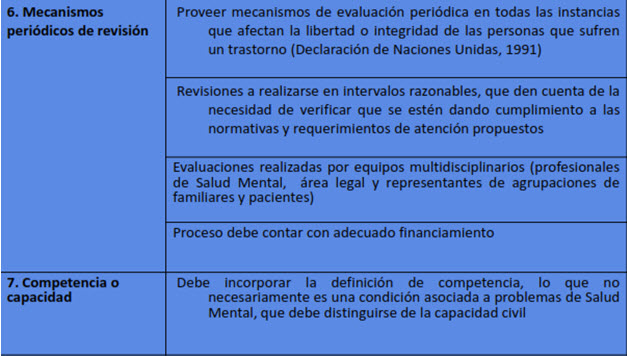 6. Mecanismos
periódicos de revisión
Proveer mecanismos de evaluación periódica en todas las instancias
que afectan la libertad o integridad de las personas que sufren
un trastorno (Declaración de Naciones Unidas, 1991)
Revisiones a realizarse en intervalos razonables, que den cuenta de la
necesidad de verificar que se estén dando cumplimiento a las
normativas y requerimientos de atención propuestos
Evaluaciones realizadas por equipos multidisciplinarios (profesionales
de Salud Mental, área legal y representantes de agrupaciones de
familiares y pacientes)
Proceso debe contar con adecuado financiamiento
7. Competencia o
capacidad
Debe incorporar la definición de competencia, lo que no
necesariamente es una condición asociada a problemas de Salud
Mental, que debe distinguirse de la capacidad civil